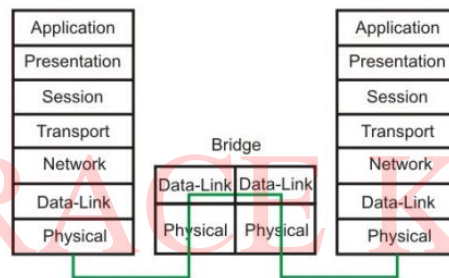 Application
Presentation
Session
Transport
Network
Data-Link
Physical
Bridge
Data-Link Data-Link
Physical Physical
Application
Presentation
Session
Transport
Network
Data-Link
Physical
RACE K